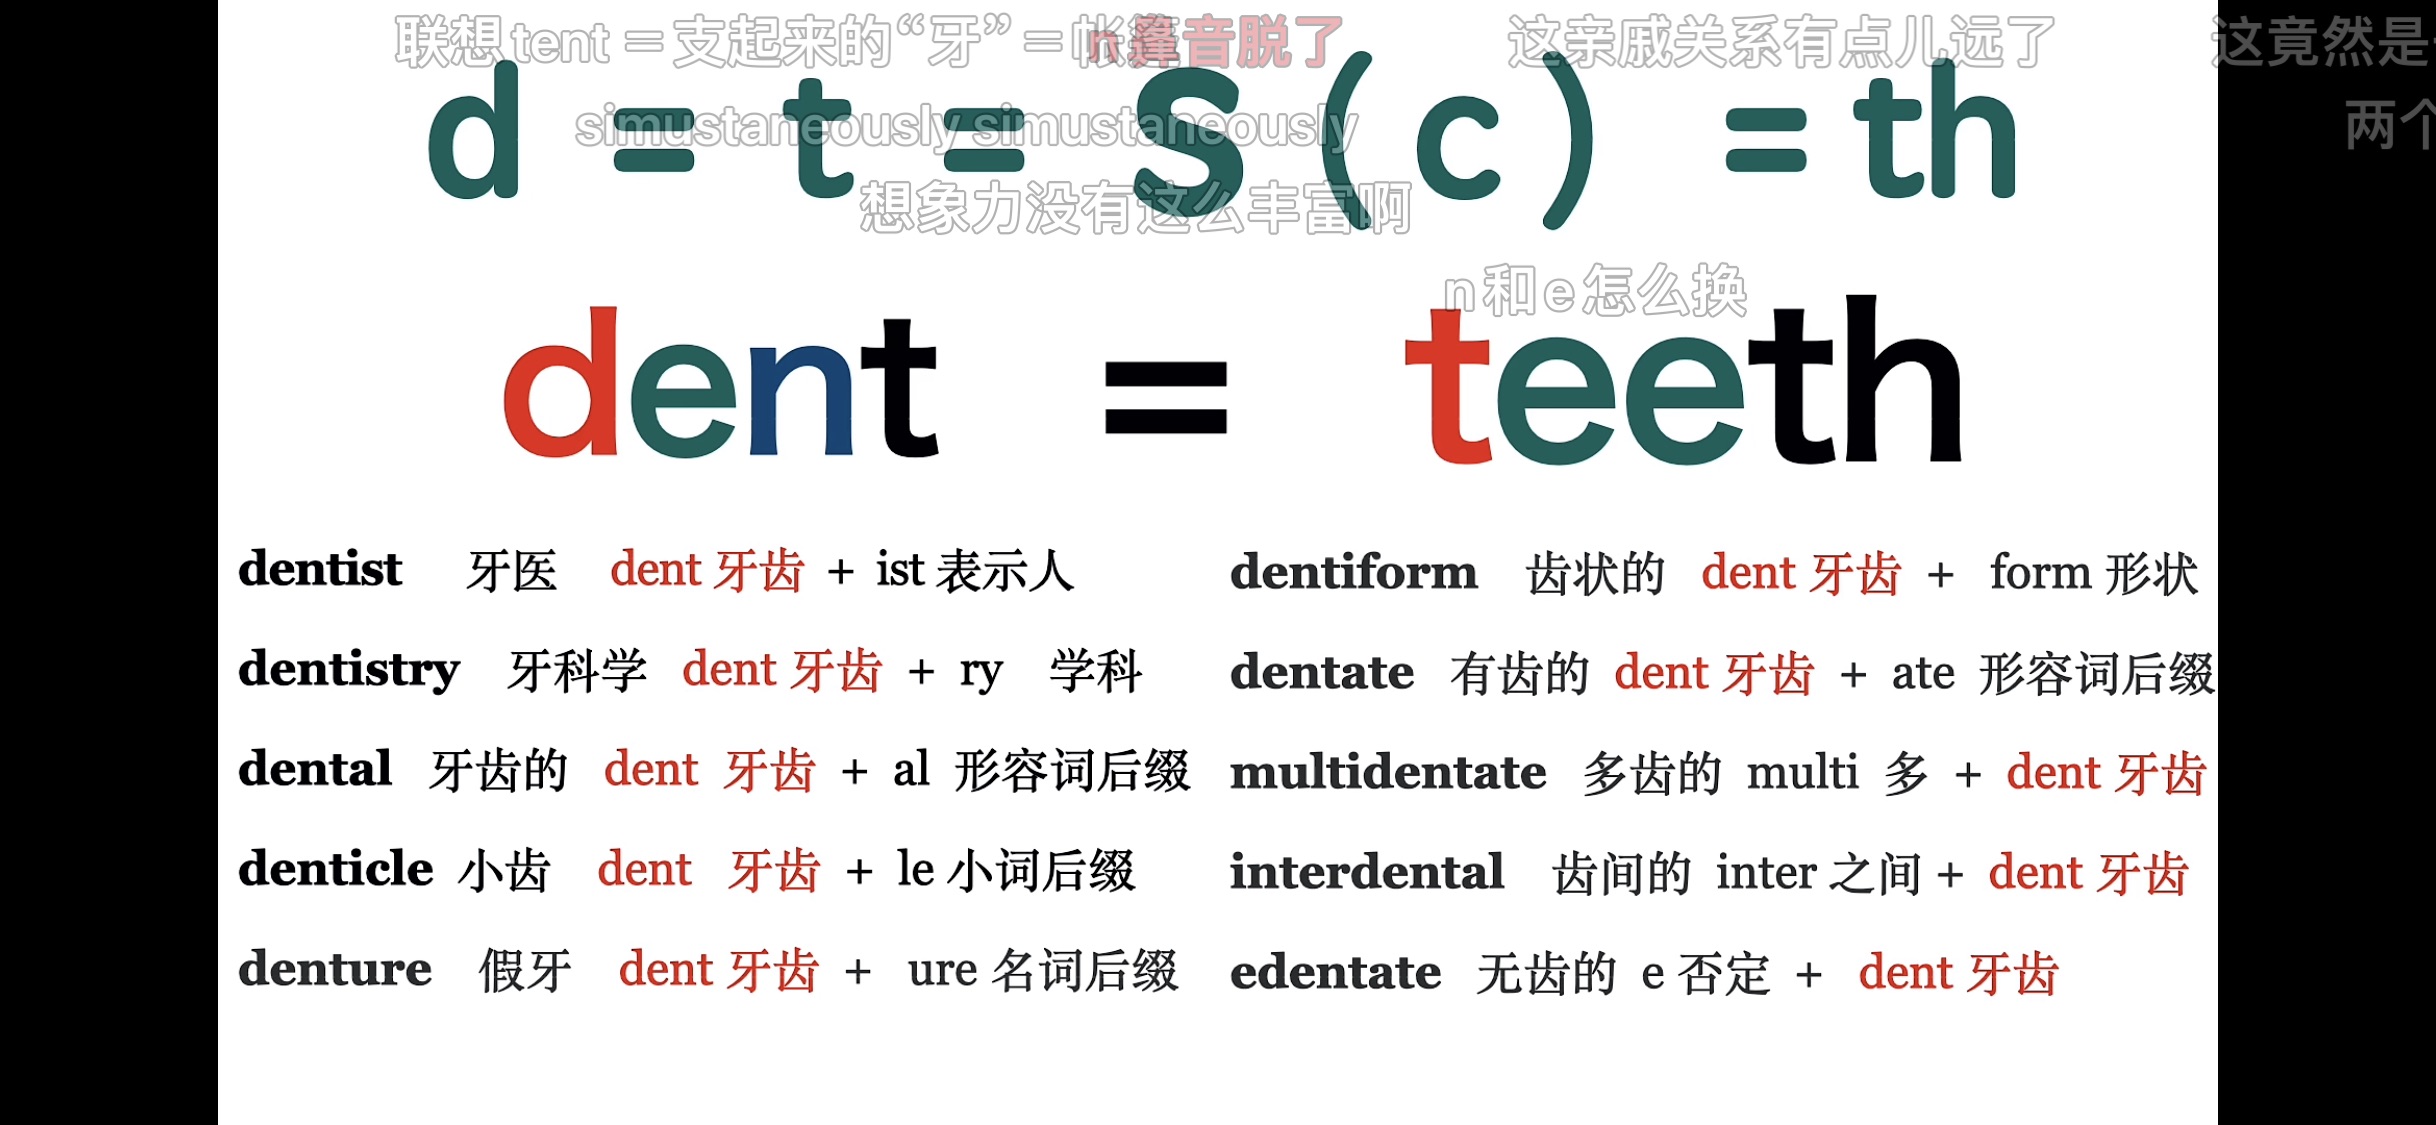 联想tent＝支起来的“牙”＝帐篷
n鼻音脱了
这亲戚关系有点儿远了
这竟然是
d = t = S(c) = th
simustaneously simustaneously
两个
想象力没有这么丰富啊
n和e怎么换
dent = teeth
dentist 牙医 dent 牙齿 + ist 表示人
dentistry 牙科学 dent 牙齿 + ry 学科
dental 牙齿的 dent 牙齿 + al 形容词后缀
denticle 小齿 dent 牙齿 + le 小词后缀
denture 假牙 dent 牙齿 + ure 名词后缀
dentiform 齿状的 dent 牙齿 + form 形状
dentate 有齿的 dent 牙齿 + ate 形容词后缀
multidentate 多齿的 multi 多 + dent 牙齿
interdental 齿间的 inter 之间 + dent 牙齿
edentate 无齿的 e 否定 + dent 牙齿